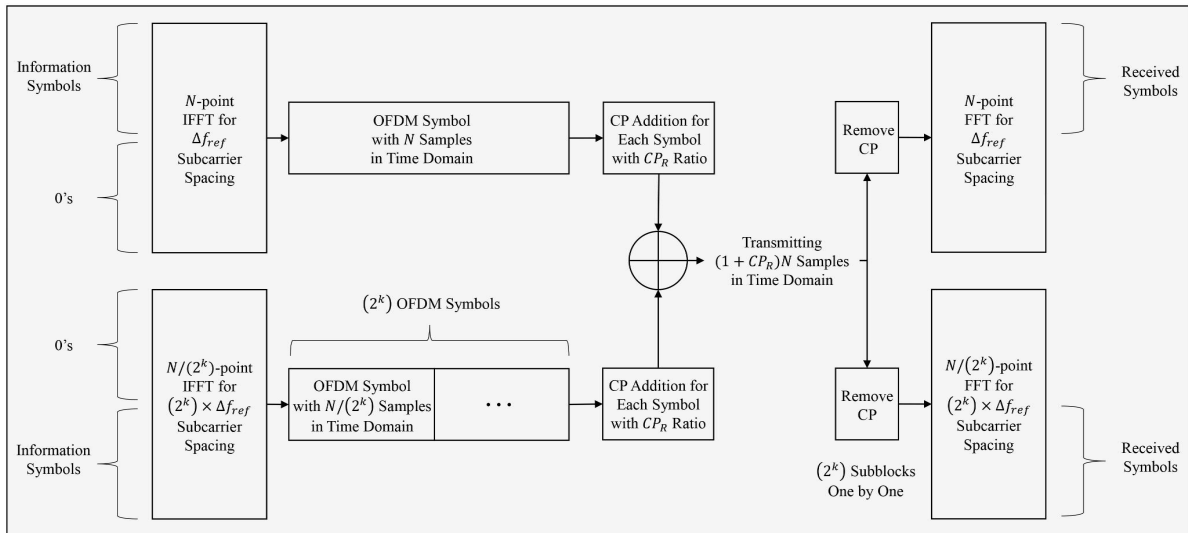 Information
Symbols
0's
N-point
IFFT for
Δf_ref
Subcarrier
Spacing
OFDM Symbol
with N Samples
in Time Domain
CP Addition for
Each Symbol
with CP_R Ratio
Remove
CP
N-point
FFT for
Δf_ref
Subcarrier
Spacing
Received
Symbols
Transmitting
(1 + CP_R)N Samples
in Time Domain
0's
Information
Symbols
N/(2^k)-point
IFFT for
(2^k) × Δf_ref
Subcarrier
Spacing
(2^k) OFDM Symbols
OFDM Symbol
with N/(2^k) Samples
in Time Domain
...
CP Addition for
Each Symbol
with CP_R Ratio
Remove
CP
(2^k) Subblocks
One by One
N/(2^k)-point
FFT for
(2^k) × Δf_ref
Subcarrier
Spacing
Received
Symbols